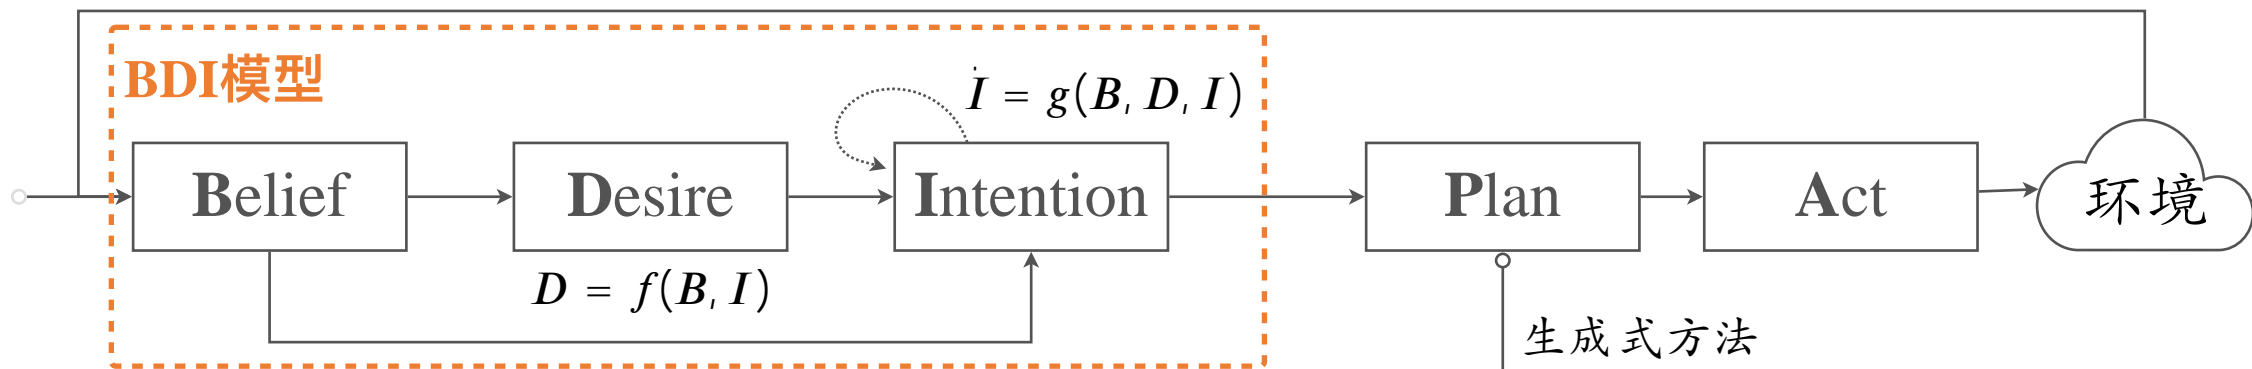 BDI模型
İ = g(B, D, I)
Belief
Desire
Intention
Plan
Act
环境
D = f(B, I)
生成式方法